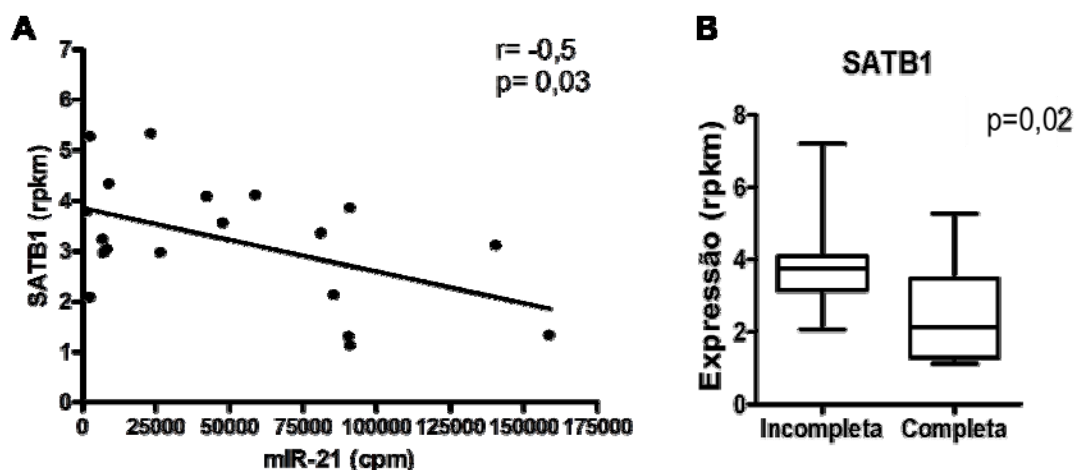 A
r= -0,5
p= 0,03
SATB1 (rpkm)
7
6
5
4
3
2
1
0
0 25000 50000 75000 100000 125000 150000 175000
mIR-21 (cpm)
B
SATB1
p=0,02
Expressão (rpkm)
8
6
4
2
0
Incompleta Completa